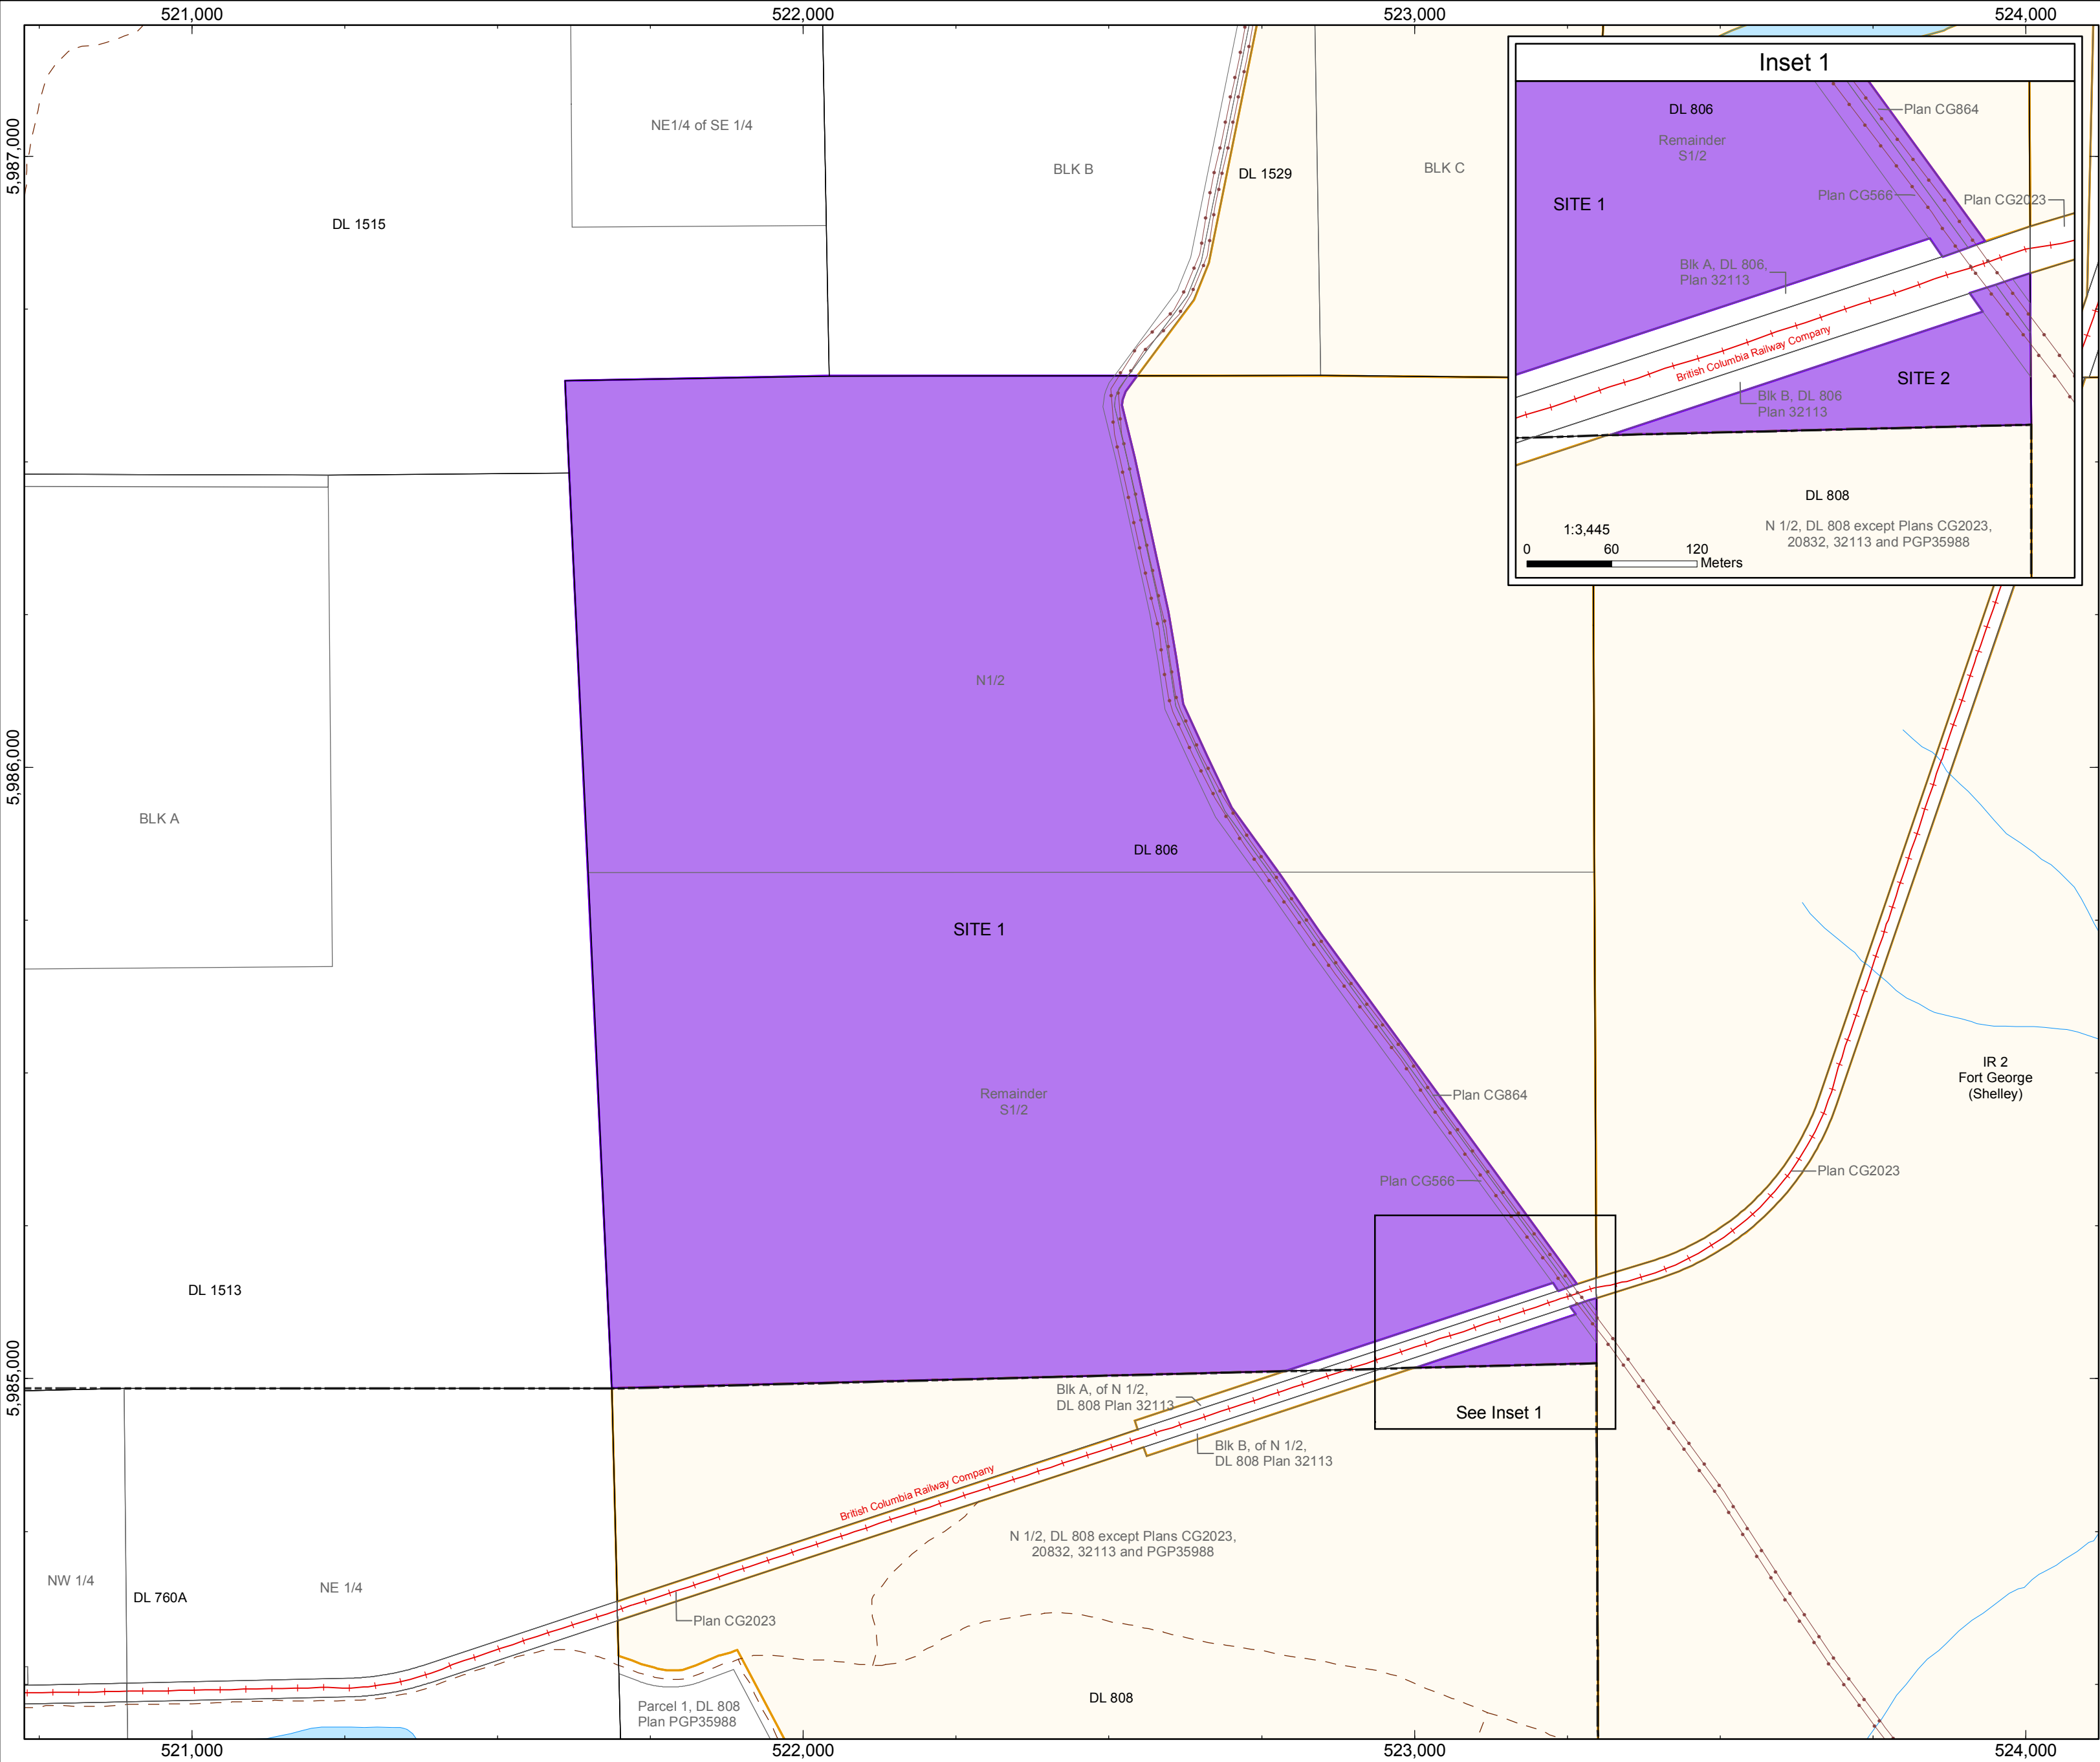 521,000
522,000
523,000
524,000
5,987,000
5,986,000
5,985,000
NE1/4 of SE 1/4
BLK B
DL 1529
BLK C
DL 1515
Inset 1
DL 806
Remainder
S1/2
Plan CG864
Plan CG566
Plan CG2023
SITE 1
Blk A, DL 806,
Plan 32113
British Columbia Railway Company
SITE 2
Blk B, DL 806
Plan 32113
DL 808
N 1/2, DL 808 except Plans CG2023,
20832, 32113 and PGP35988
1:3,445
0 60 120
Meters
N1/2
BLK A
DL 806
SITE 1
Remainder
S1/2
Plan CG864
Plan CG566
IR 2
Fort George
(Shelley)
Plan CG2023
DL 1513
See Inset 1
Blk A, of N 1/2,
DL 808 Plan 32113
Blk B, of N 1/2,
DL 808 Plan 32113
British Columbia Railway Company
N 1/2, DL 808 except Plans CG2023,
20832, 32113 and PGP35988
NW 1/4
DL 760A
NE 1/4
Plan CG2023
Parcel 1, DL 808
Plan PGP35988
DL 808
521,000
522,000
523,000
524,000